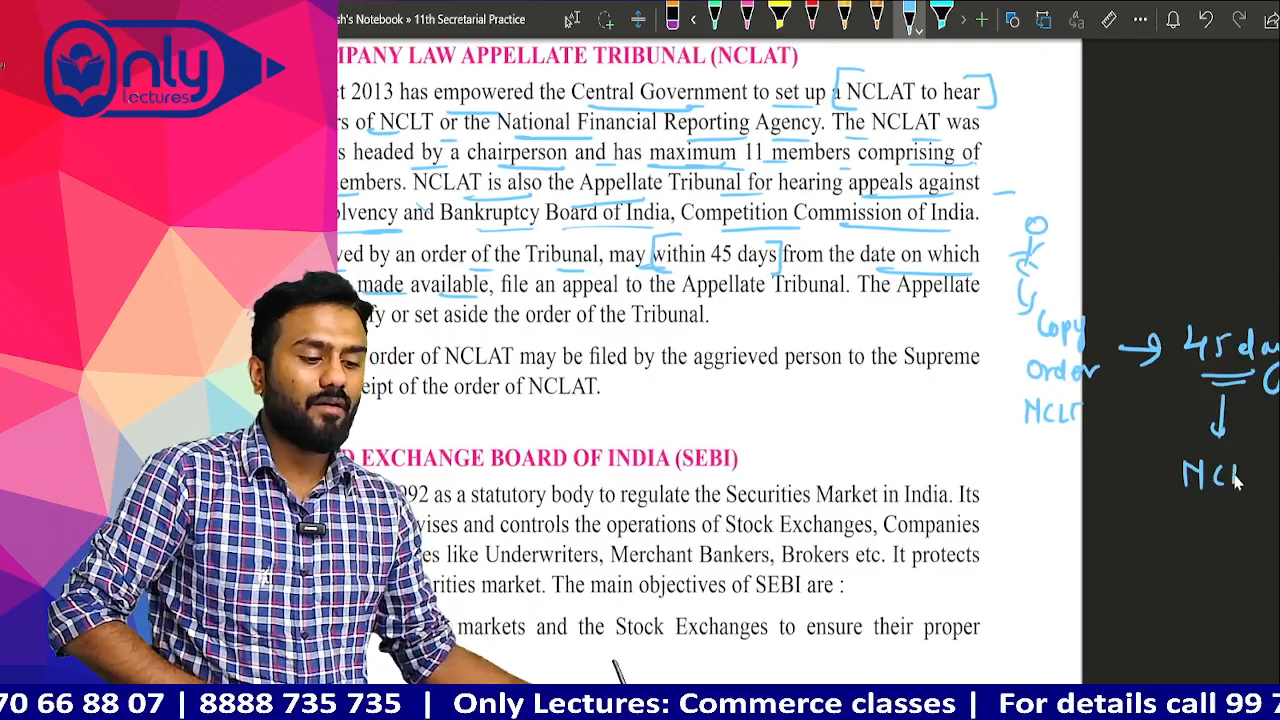 sh's Notebook » 11th Secretarial Practice
Only
lectures
MPANY LAW APPELLATE TRIBUNAL (NCLAT)
ct 2013 has empowered the Central Government to set up a [NCLAT to hear]
rs of NCLT or the National Financial Reporting Agency. The NCLAT was
s headed by a chairperson and has maximum 11 members comprising of
members. NCLAT is also the Appellate Tribunal for hearing appeals against
olvency and Bankruptcy Board of India, Competition Commission of India.
ved by an order of the Tribunal, may [within 45 days] from the date on which
made available, file an appeal to the Appellate Tribunal. The Appellate
fy or set aside the order of the Tribunal.
order of NCLAT may be filed by the aggrieved person to the Supreme
eipt of the order of NCLAT.
Copy
Order
NCLT
→ 45 day
NCL
D EXCHANGE BOARD OF INDIA (SEBI)
992 as a statutory body to regulate the Securities Market in India. Its
vises and controls the operations of Stock Exchanges, Companies
es like Underwriters, Merchant Bankers, Brokers etc. It protects
urities market. The main objectives of SEBI are :
markets and the Stock Exchanges to ensure their proper
70 66 88 07 | 8888 735 735 | Only Lectures: Commerce classes | For details call 99 7